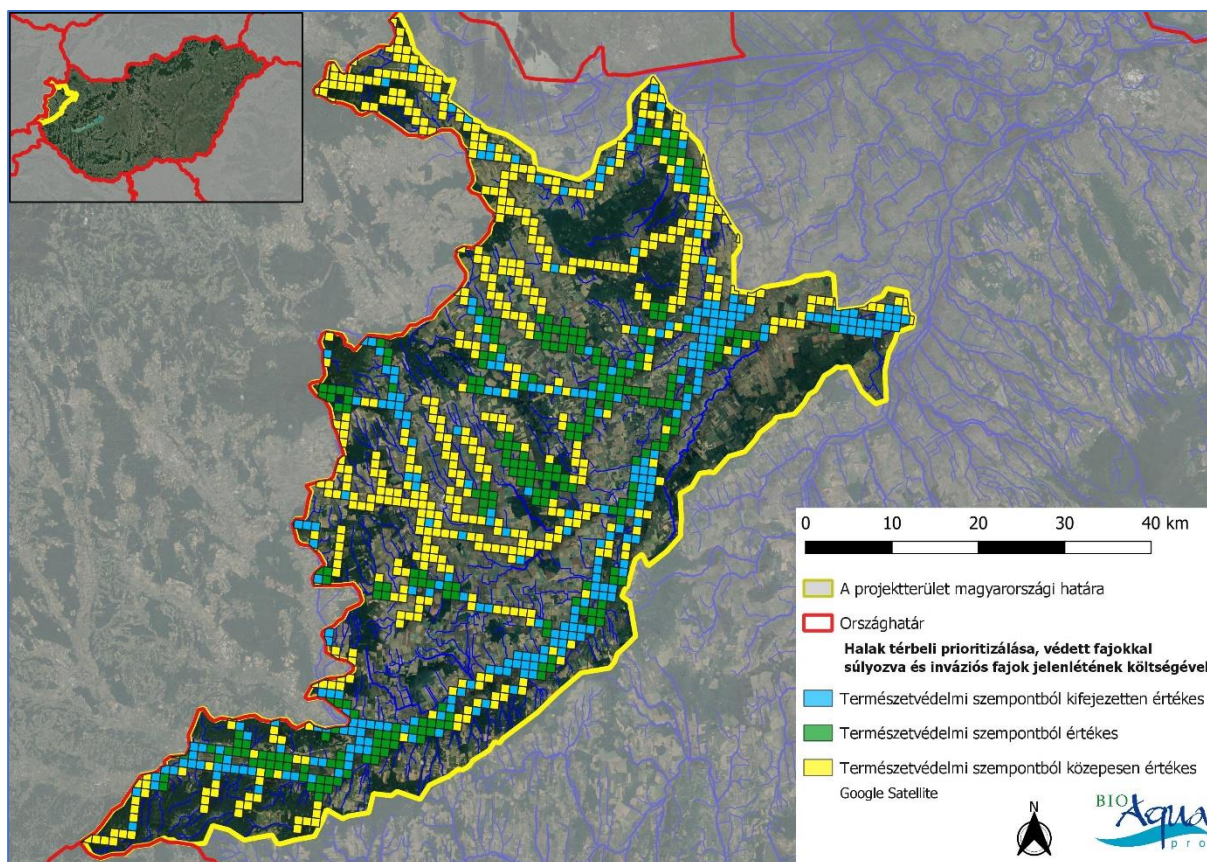 0 10 20 30 40 km
A projektterület magyarországi határa
Országhatár
Halak térbeli prioritizálása, védett fajokkal
súlyozva és inváziós fajok jelenlétének költségével
Természetvédelmi szempontból kifejezetten értékes
Természetvédelmi szempontból értékes
Természetvédelmi szempontból közepesen értékes
Google Satellite
N
BIO
Aqua
pro